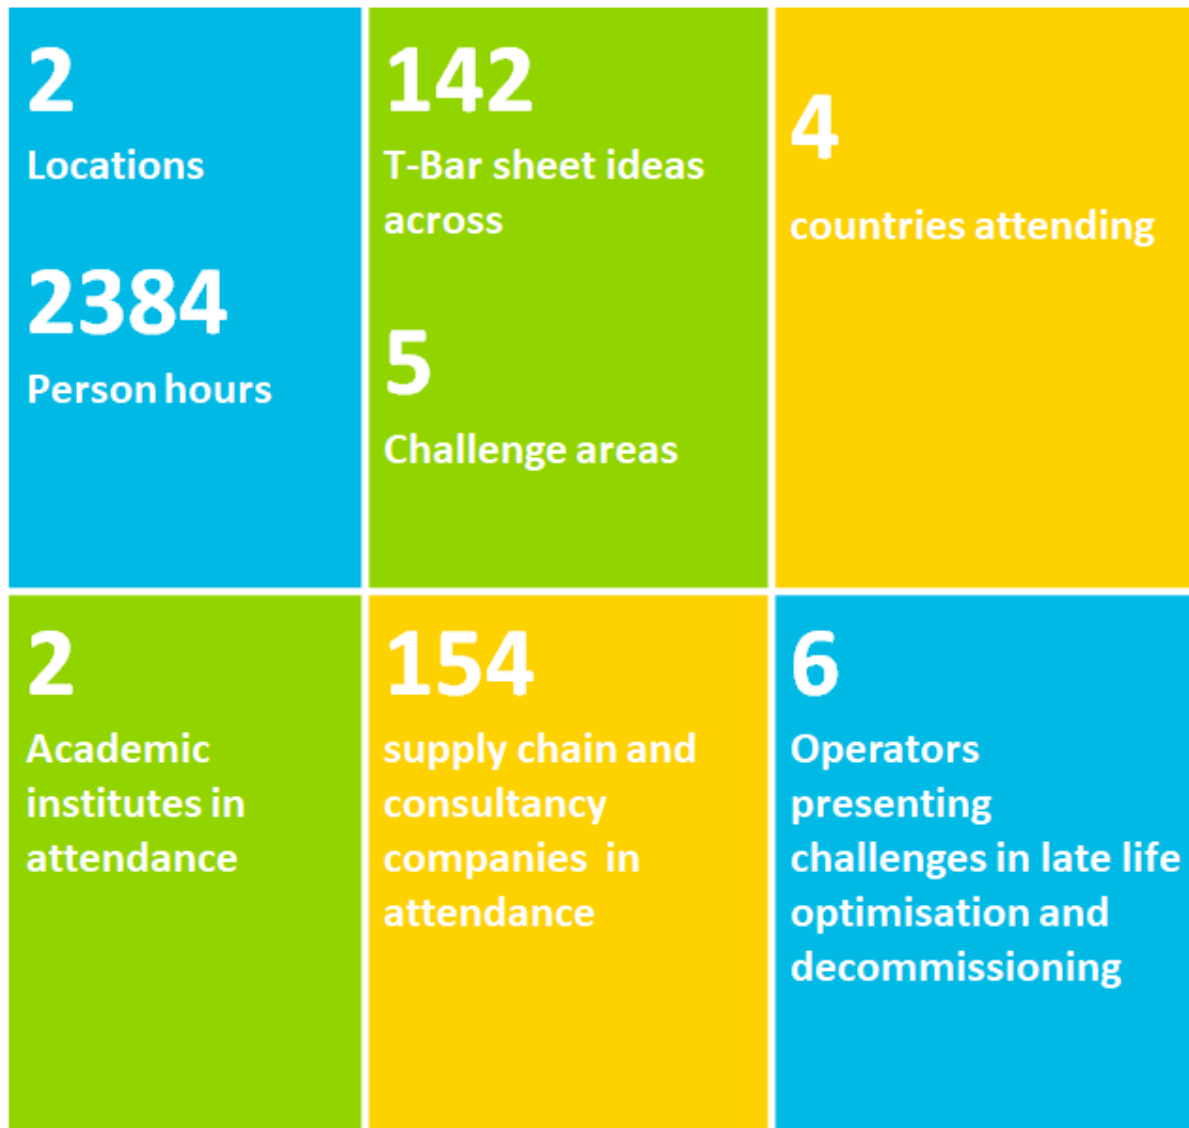 2
Locations
2384
Person hours
142
T-Bar sheet ideas
across
5
Challenge areas
4
countries attending
2
Academic
institutes in
attendance
154
supply chain and
consultancy
companies in
attendance
6
Operators
presenting
challenges in late life
optimisation and
decommissioning